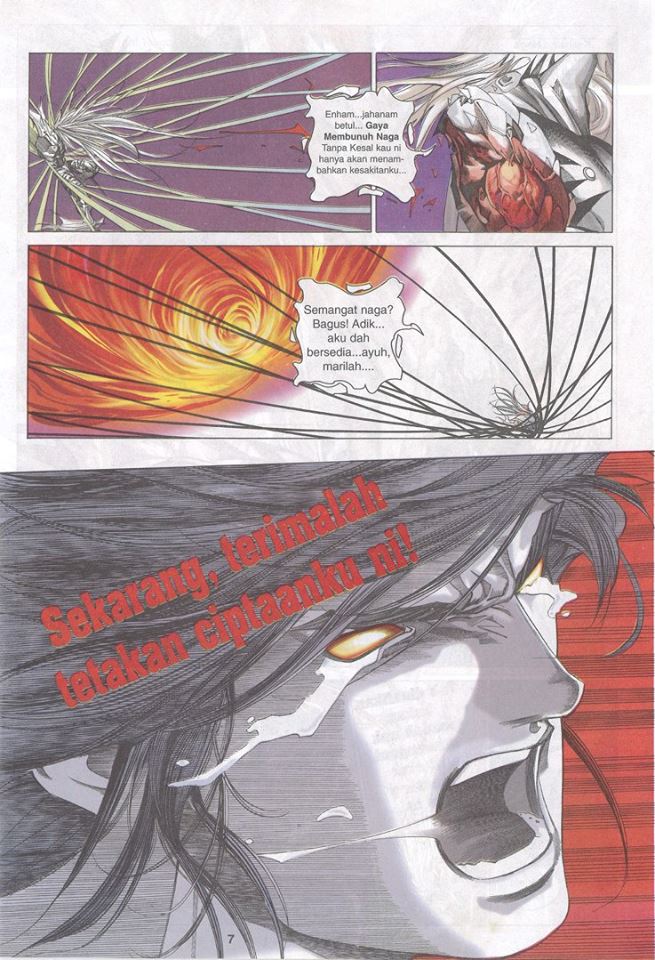 Enham...jahanam
betul... Gaya
Membunuh Naga
Tanpa Kesal kau ni
hanya akan menam-
bahkan kesakitanku...
Semangat naga?
Bagus! Adik...
aku dah
bersedia...ayuh,
marilah....
Sekarang, terimalah
tetakan ciptaanku ni!
7